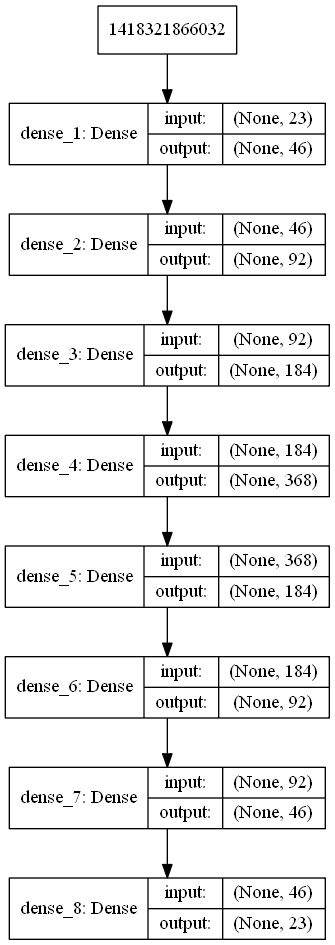 1418321866032
dense_1: Dense input: (None, 23)
output: (None, 46)
dense_2: Dense input: (None, 46)
output: (None, 92)
dense_3: Dense input: (None, 92)
output: (None, 184)
dense_4: Dense input: (None, 184)
output: (None, 368)
dense_5: Dense input: (None, 368)
output: (None, 184)
dense_6: Dense input: (None, 184)
output: (None, 92)
dense_7: Dense input: (None, 92)
output: (None, 46)
dense_8: Dense input: (None, 46)
output: (None, 23)